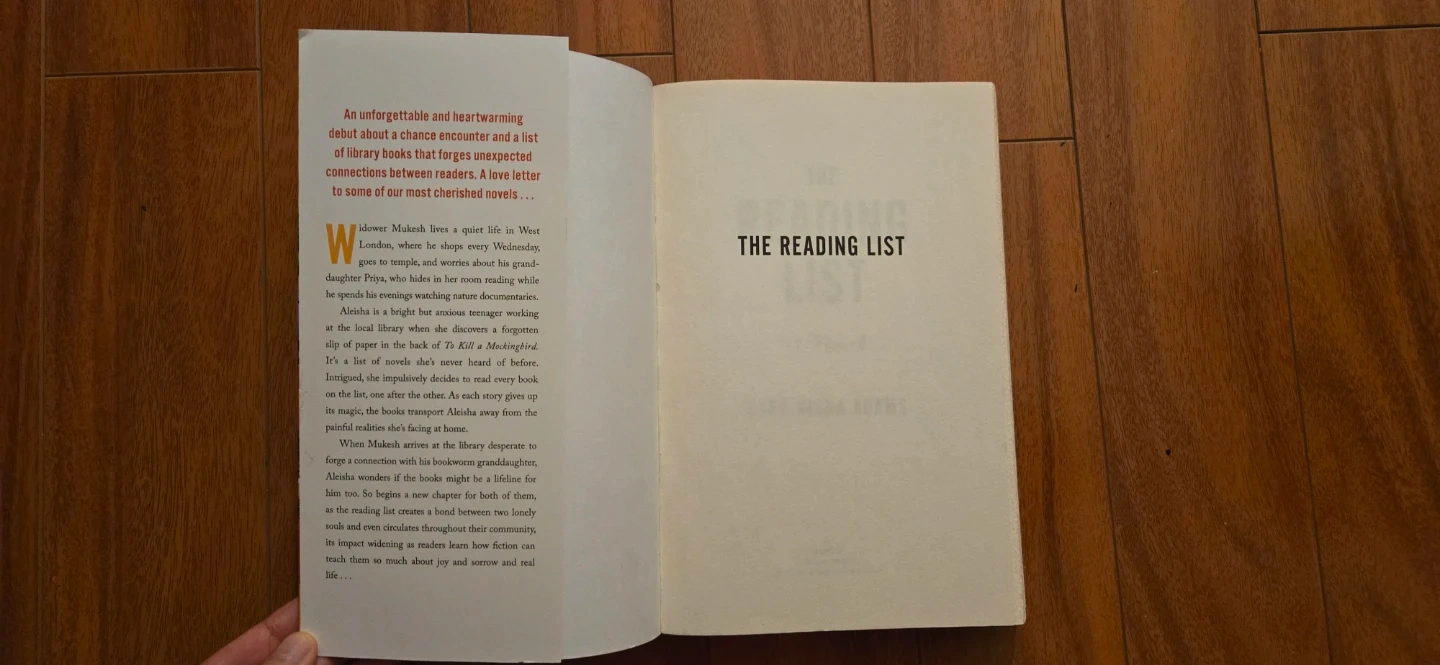 An unforgettable and heartwarming
debut about a chance encounter and a list
of library books that forges unexpected
connections between readers. A love letter
to some of our most cherished novels . . .
Widower Mukesh lives a quiet life in West
London, where he shops every Wednesday,
goes to temple, and worries about his grand-
daughter Priya, who hides in her room reading while
he spends his evenings watching nature documentaries.
Aleisha is a bright but anxious teenager working
at the local library when she discovers a forgotten
slip of paper in the back of To Kill a Mockingbird.
It's a list of novels she's never heard of before.
Intrigued, she impulsively decides to read every book
on the list, one after the other. As each story gives up
its magic, the books transport Aleisha away from the
painful realities she's facing at home.
When Mukesh arrives at the library desperate to
forge a connection with his bookworm granddaughter,
Aleisha wonders if the books might be a lifeline for
him too. So begins a new chapter for both of them,
as the reading list creates a bond between two lonely
souls and even circulates throughout their community,
its impact widening as readers learn how fiction can
teach them so much about joy and sorrow and real
life . . .
THE READING LIST
THE
READING
LIST